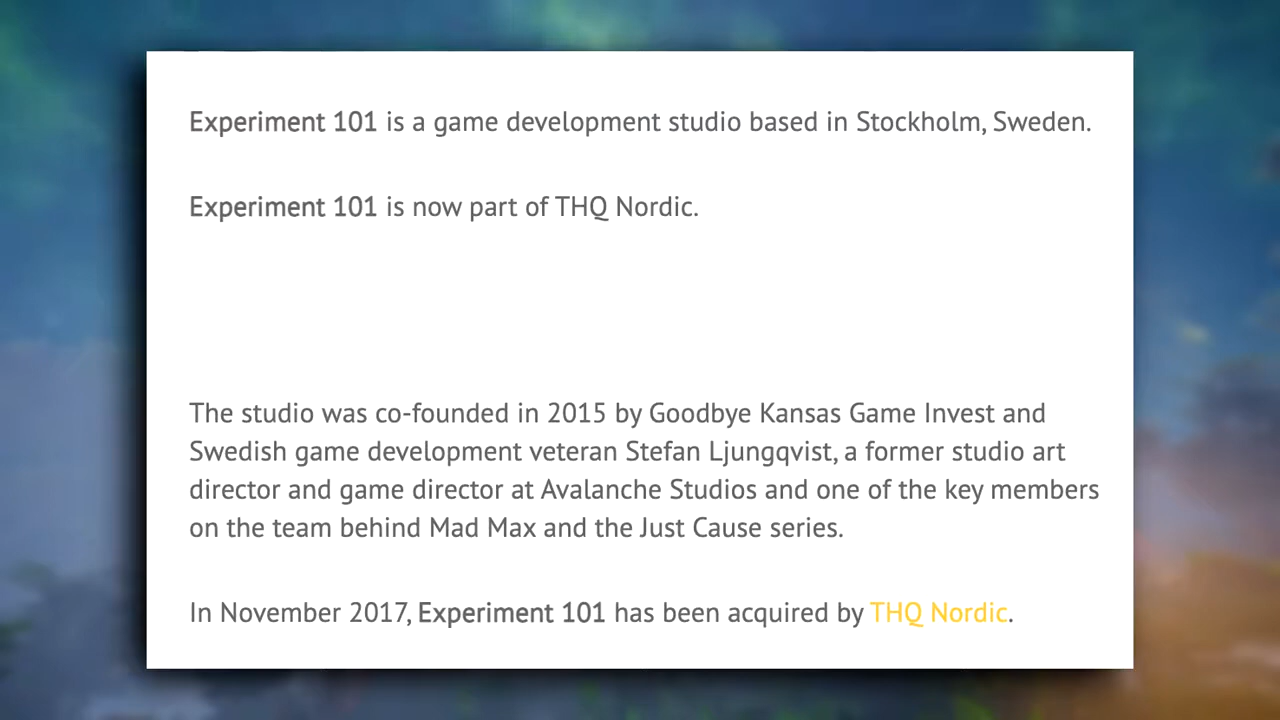 Experiment 101 is a game development studio based in Stockholm, Sweden.
Experiment 101 is now part of THQ Nordic.
The studio was co-founded in 2015 by Goodbye Kansas Game Invest and
Swedish game development veteran Stefan Ljungqvist, a former studio art
director and game director at Avalanche Studios and one of the key members
on the team behind Mad Max and the Just Cause series.
In November 2017, Experiment 101 has been acquired by THQ Nordic.